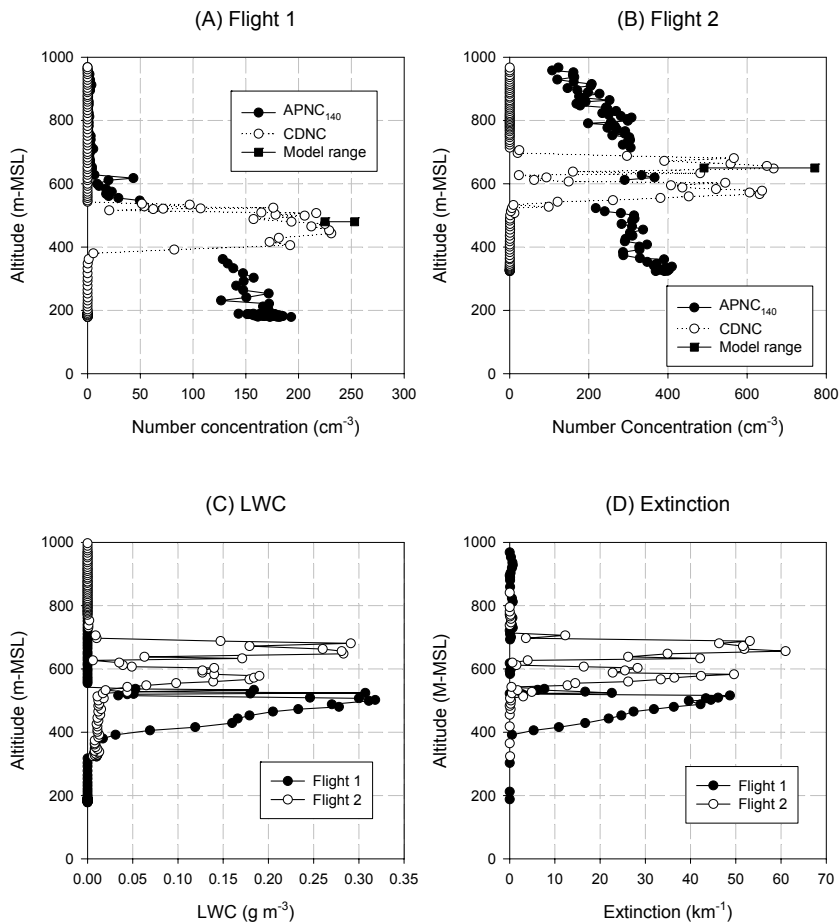 (A) Flight 1
1000
800
600
400
200
0
Altitude (m-MSL)
APNC140
CDNC
Model range
0 50 100 150 200 250 300
Number concentration (cm-3)
(B) Flight 2
1000
800
600
400
200
0
Altitude (m-MSL)
APNC140
CDNC
Model range
0 200 400 600 800
Number Concentration (cm-3)
(C) LWC
1000
800
600
400
200
0
Altitiude (m-MSL)
Flight 1
Flight 2
0.00 0.05 0.10 0.15 0.20 0.25 0.30 0.35
LWC (g m-3)
(D) Extinction
1000
800
600
400
200
0
Altitude (M-MSL)
Flight 1
Flight 2
0 10 20 30 40 50 60 70
Extinction (km-1)